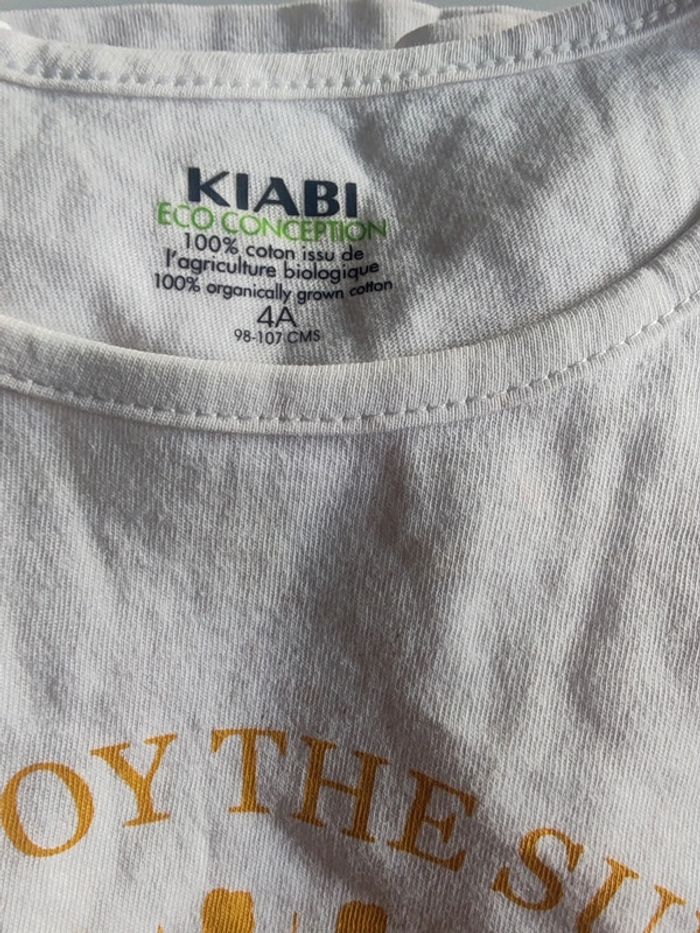 KIABI
ECO CONCEPTION
100% coton issu de
l'agriculture biologique
100% organically grown cotton
4A
98-107 CMS
OY THE SU